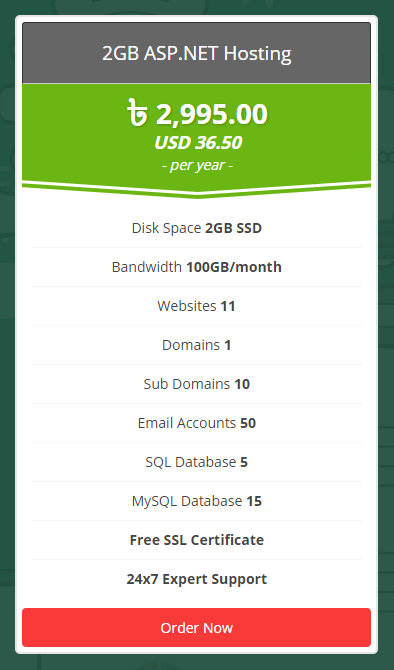 2GB ASP.NET Hosting
৳ 2,995.00
USD 36.50
- per year -
Disk Space 2GB SSD
Bandwidth 100GB/month
Websites 11
Domains 1
Sub Domains 10
Email Accounts 50
SQL Database 5
MySQL Database 15
Free SSL Certificate
24x7 Expert Support
Order Now